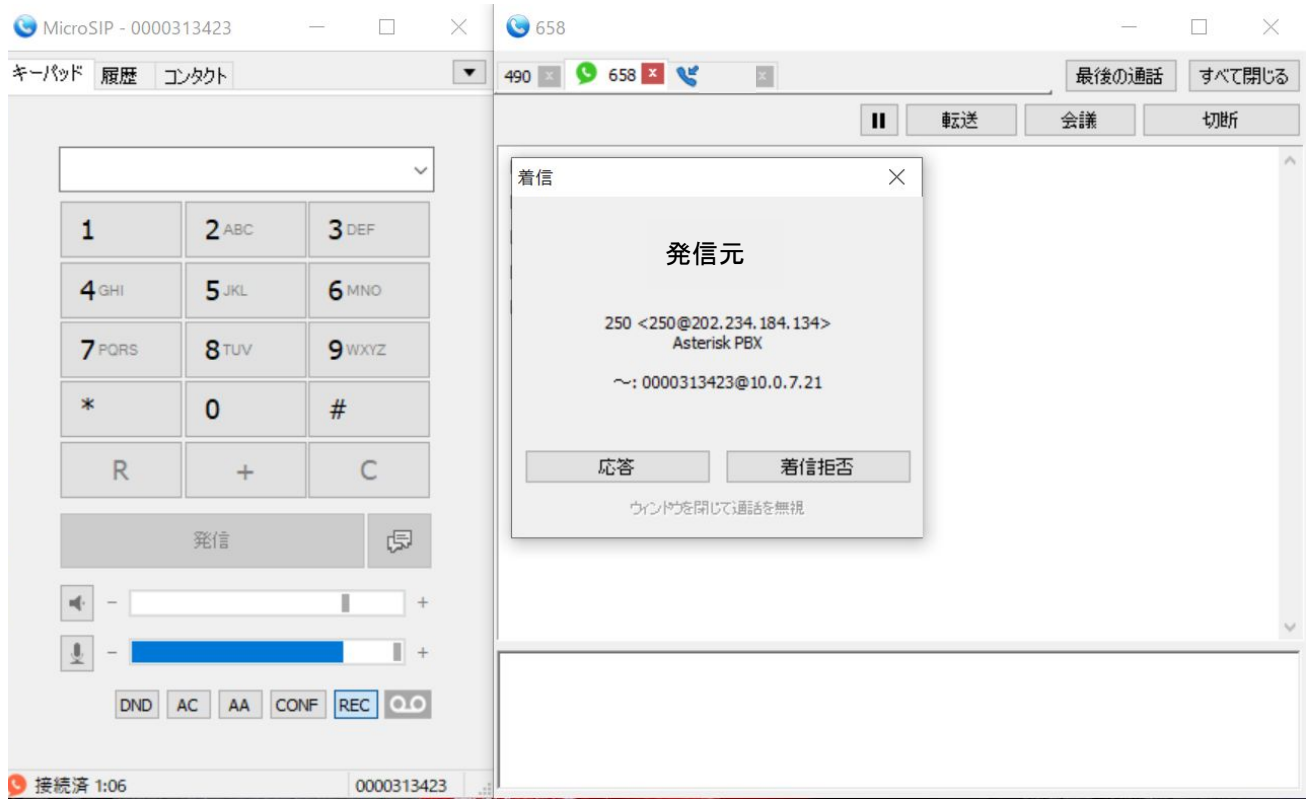 MicroSIP - 0000313423
キーパッド 履歴 コンタクト
1 2 ABC 3 DEF
4 GHI 5 JKL 6 MNO
7 PQRS 8 TUV 9 WXYZ
* 0 #
R + C
発信
- +
- +
DND AC AA CONF REC
接続済 1:06 0000313423
658
490 x 658 x x 最後の通話 すべて閉じる
転送 会議 切断
着信
発信元
250 <250@202.234.184.134>
Asterisk PBX
～: 0000313423@10.0.7.21
応答 着信拒否
ウィンドウを閉じて通話を無視